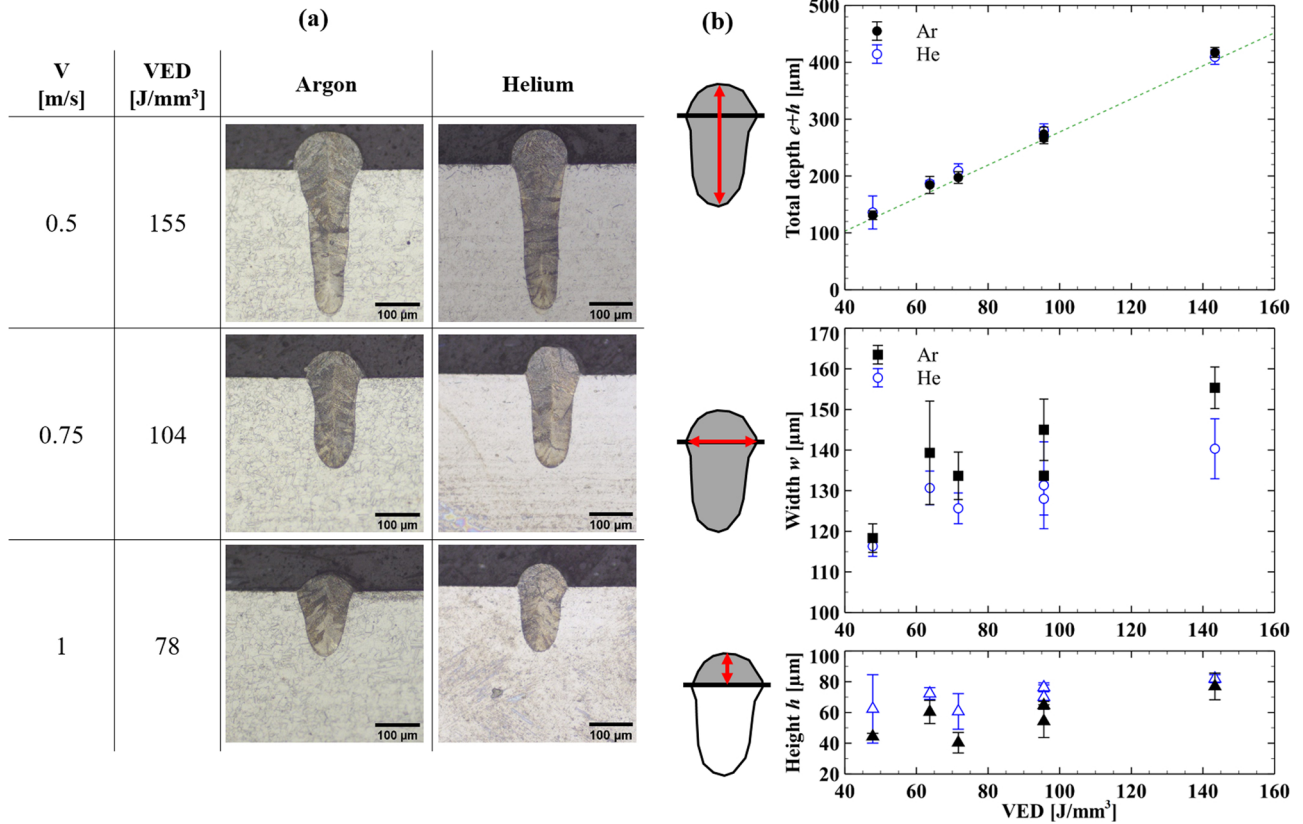 (a)
V
[m/s]
VED
[J/mm³]
Argon
Helium
0.5
155
100 µm
100 µm
0.75
104
100 µm
100 µm
1
78
100 µm
100 µm
(b)
Total depth e+h [µm]
500
400
300
200
100
0
Ar
He
40 60 80 100 120 140 160
Width w [µm]
170
160
150
140
130
120
110
100
Ar
He
40 60 80 100 120 140 160
Height h [µm]
100
80
60
40
20
40 60 80 100 120 140 160
VED [J/mm³]